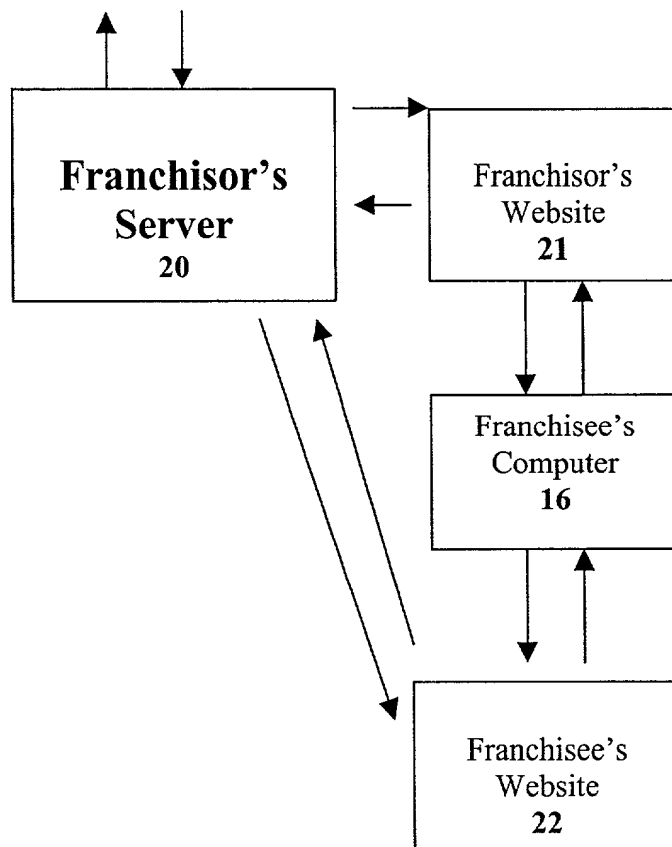 Franchisor’s
Server
20
Franchisor’s
Website
21
Franchisee’s
Computer
16
Franchisee’s
Website
22